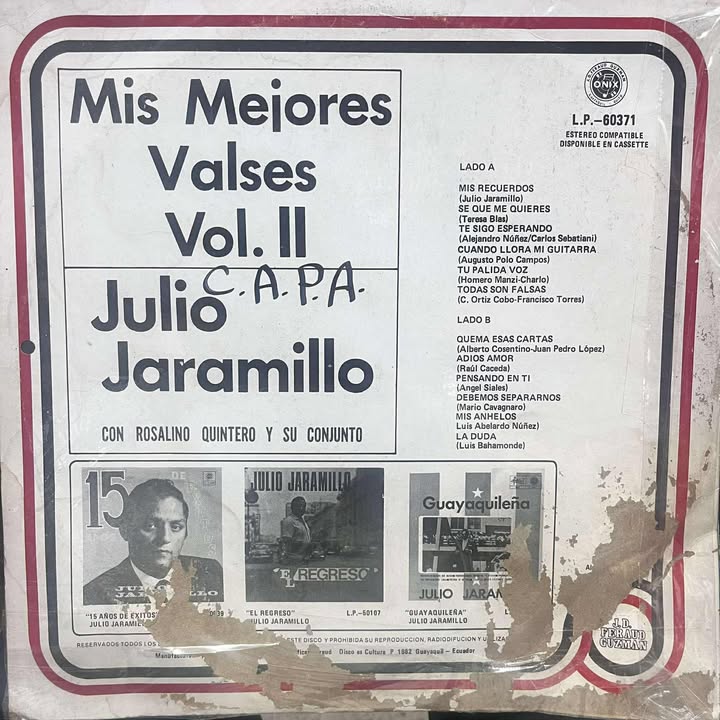 Mis Mejores
Valses
Vol. II
C.A.P.A.
Julio
Jaramillo
CON ROSALINO QUINTERO Y SU CONJUNTO
ONIX
L.P.-60371
ESTEREO COMPATIBLE
DISPONIBLE EN CASSETTE
LADO A
MIS RECUERDOS
(Julio Jaramillo)
SE QUE ME QUIERES
(Teresa Blas)
TE SIGO ESPERANDO
(Alejandro Núñez/Carlos Sebatiani)
CUANDO LLORA MI GUITARRA
(Augusto Polo Campos)
TU PALIDA VOZ
(Homero Manzi-Charlo)
TODAS SON FALSAS
(C. Ortiz Cobo-Francisco Torres)
LADO B
QUEMA ESAS CARTAS
(Alberto Cosentino-Juan Pedro López)
ADIOS AMOR
(Raúl Caceda)
PENSANDO EN TI
(Angel Siales)
DEBEMOS SEPARARNOS
(Mario Cavagnaro)
MIS ANHELOS
Luis Abelardo Núñez)
LA DUDA
(Luis Bahamonde)
15 DE
JULIO
JARAMILLO
JULIO JARAMILLO
"EL REGRESO"
Guayaquileña
JULIO JARAM
"15 AÑOS DE EXITOS
JULIO JARAMIL
"EL REGRESO" L.P.-50107
JULIO JARAMILLO
"GUAYAQUILEÑA" L
JULIO JARAMILLO
RESERVADOS TODOS LOS ESTE DISCO Y PROHIBIDA SU REPRODUCCION, RADIODIFUCION Y UTILIZA
Disco es Cultura P 1982 Guayaquil - Ecuador
J.D.
FERAUD
GUZMAN